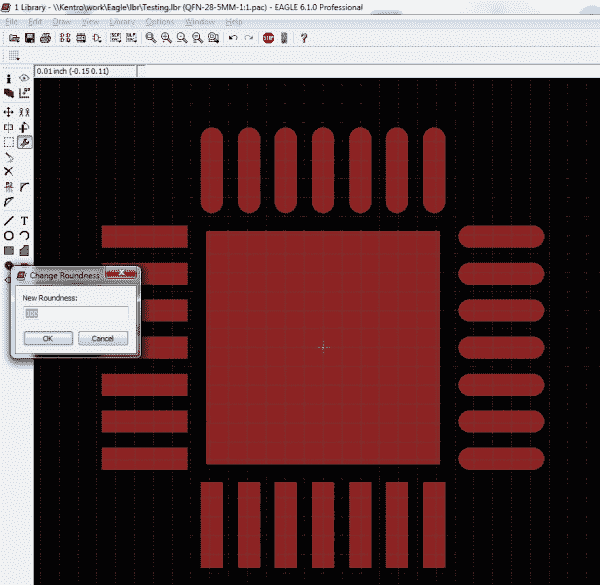 1 Library - \\Kentro\work\Eagle\lbr\Testing.lbr (QFN-28-5MM-1:1.pac) - EAGLE 6.1.0 Professional
File Edit Draw View Library Options Window Help
0.01 inch (-0.15 0.11)
Change Roundness
New Roundness:
100
OK Cancel